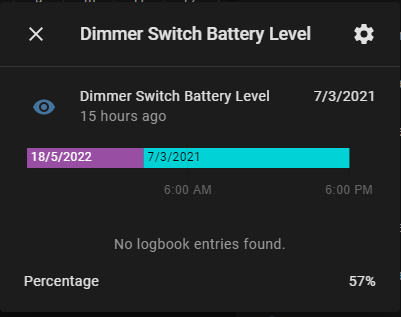 Dimmer Switch Battery Level
Dimmer Switch Battery Level 7/3/2021
15 hours ago
18/5/2022 7/3/2021
6:00 AM 6:00 PM
No logbook entries found.
Percentage 57%